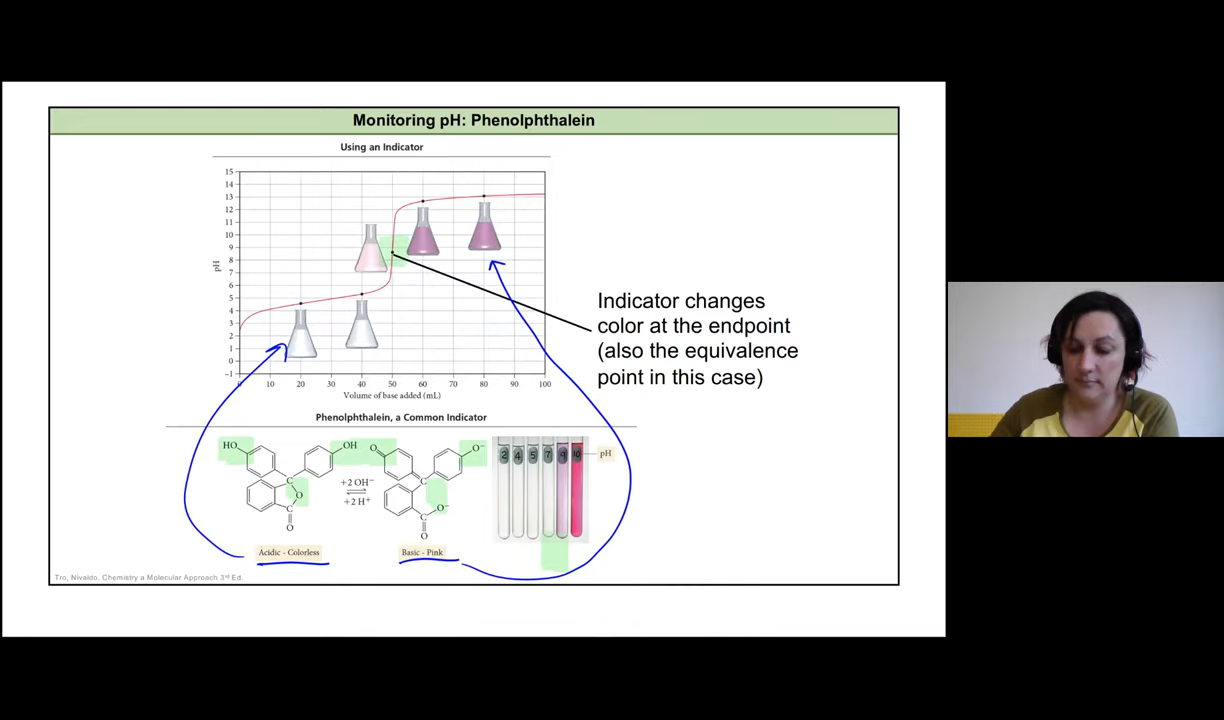 Monitoring pH: Phenolphthalein
Using an Indicator
15
14
13
12
11
10
9
8
7
6
5
4
3
2
1
0
−1
pH
0 10 20 30 40 50 60 70 80 90 100
Volume of base added (mL)
Indicator changes
color at the endpoint
(also the equivalence
point in this case)
Phenolphthalein, a Common Indicator
HO OH O O⁻
C C
O O⁻
C C
O O
+2 OH⁻
+2 H⁺
2 4 5 7 9 10 pH
Acidic - Colorless
Basic - Pink
Tro, Nivaldo. Chemistry a Molecular Approach 3rd Ed.